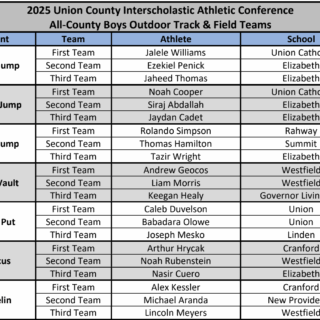 2025 Union County Interscholastic Athletic Conference
All-County Boys Outdoor Track & Field Teams
nt Team Athlete School
First Team Jalele Williams Union Catho
ump Second Team Ezekiel Penick Elizabeth
Third Team Jaheed Thomas Elizabeth
First Team Noah Cooper Union Catho
Jump Second Team Siraj Abdallah Elizabeth
Third Team Jaydan Cadet Elizabeth
First Team Rolando Simpson Rahway
ump Second Team Thomas Hamilton Summit
Third Team Tazir Wright Elizabeth
First Team Andrew Geocos Westfield
Vault Second Team Liam Morris Westfield
Third Team Keegan Healy Governor Livin
First Team Caleb Duvelson Union
Put Second Team Babadara Olowe Union
Third Team Joseph Mesko Linden
First Team Arthur Hrycak Cranford
cus Second Team Noah Rubenstein Westfield
Third Team Nasir Cuero Elizabeth
First Team Alex Kessler Cranford
elin Second Team Michael Aranda New Provide
Third Team Lincoln Meyers Westfield